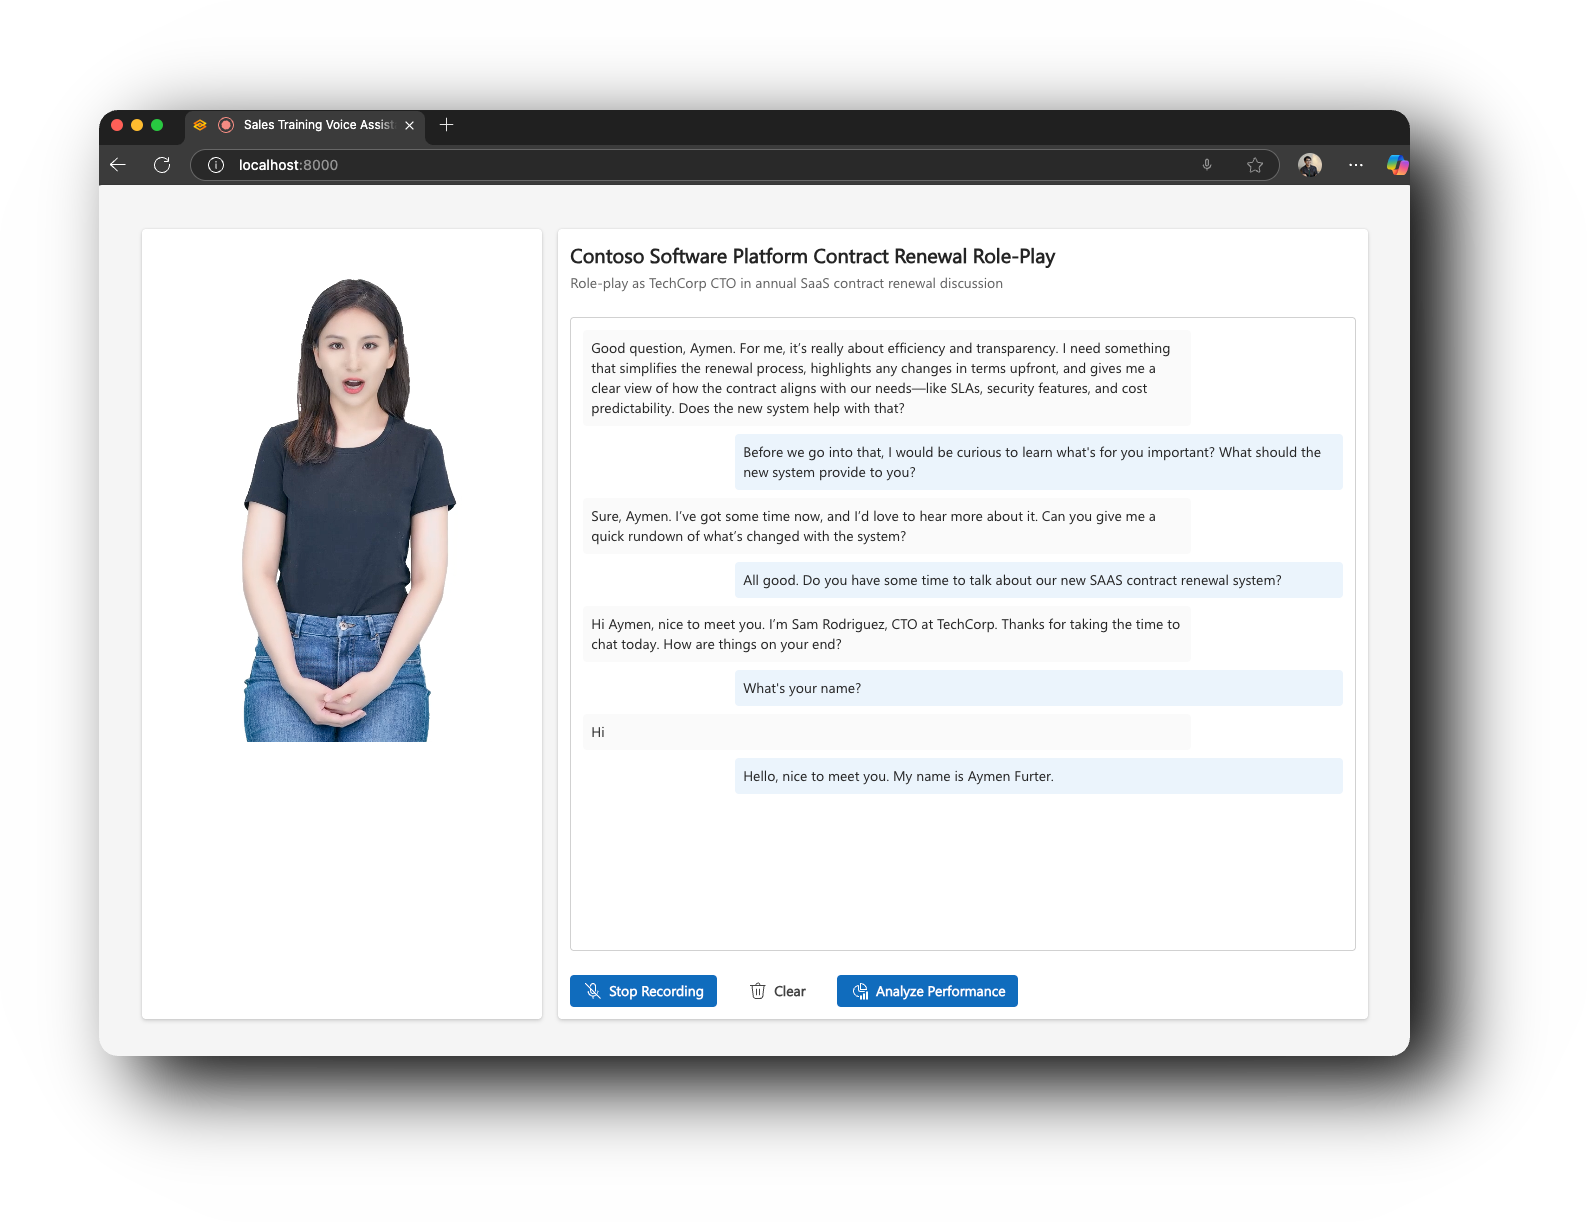 Sales Training Voice Assist
localhost:8000
Contoso Software Platform Contract Renewal Role-Play
Role-play as TechCorp CTO in annual SaaS contract renewal discussion
Good question, Aymen. For me, it’s really about efficiency and transparency. I need something
that simplifies the renewal process, highlights any changes in terms upfront, and gives me a
clear view of how the contract aligns with our needs—like SLAs, security features, and cost
predictability. Does the new system help with that?
Before we go into that, I would be curious to learn what's for you important? What should the
new system provide to you?
Sure, Aymen. I’ve got some time now, and I’d love to hear more about it. Can you give me a
quick rundown of what’s changed with the system?
All good. Do you have some time to talk about our new SAAS contract renewal system?
Hi Aymen, nice to meet you. I’m Sam Rodriguez, CTO at TechCorp. Thanks for taking the time to
chat today. How are things on your end?
What's your name?
Hi
Hello, nice to meet you. My name is Aymen Furter.
Stop Recording
Clear
Analyze Performance